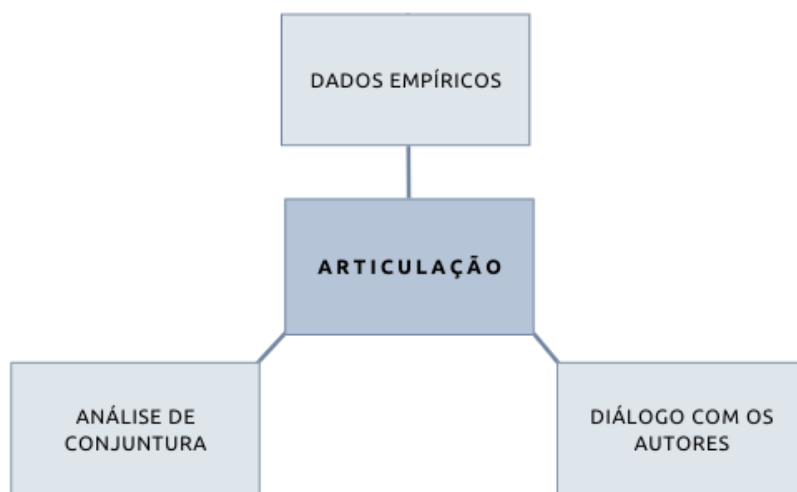 DADOS EMPÍRICOS
ARTICULAÇÃO
ANÁLISE DE
CONJUNTURA
DIÁLOGO COM OS
AUTORES